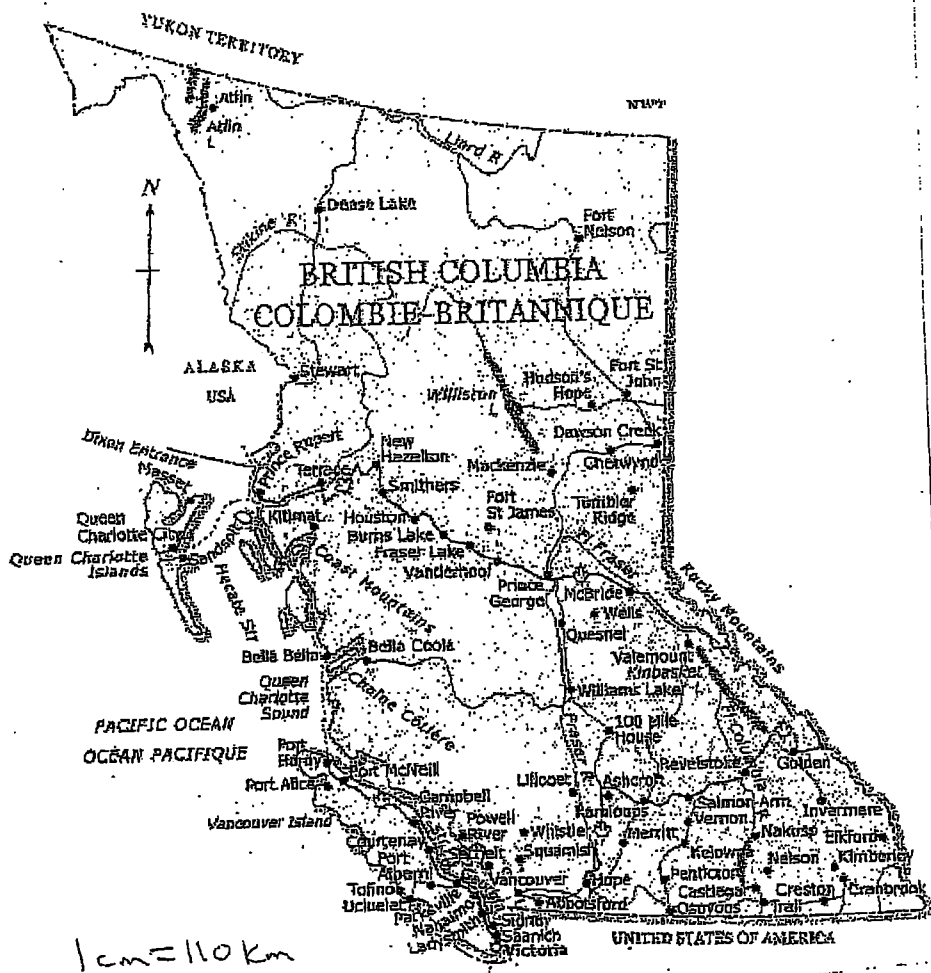 YUKON TERRITORY
NWT
Atlin
Atlin
L
Liard R
N
Dease Lake
Fort
Nelson
Stikine R
BRITISH COLUMBIA
COLOMBIE-BRITANNIQUE
ALASKA
USA
Stewart
Williston
L
Hudson's
Hope
Fort St
John
Dawson Creek
Chetwynd
Dixon Entrance
Masset
Prince Rupert
Terrace
New
Hazelton
Smithers
Mackenzie
Tumbler
Ridge
Queen
Charlotte City
Queen Charlotte
Islands
Sandspit
Kitimat
Houston
Burns Lake
Fraser Lake
Vanderhoof
Fort
St James
Prince
George
R Fraser
McBride
Wells
Quesnel
Rocky Mountains
Hecate Str
Coast Mountains
Bella Bella
Bella Coola
Valemount
Kinbasket
L
Queen
Charlotte
Sound
Chaîne Côtière
Williams Lake
100 Mile
House
Fraser R
Columbia
PACIFIC OCEAN
OCÉAN PACIFIQUE
Port
Hardy
Port McNeill
Port Alice
Vancouver Island
Campbell
River
Powell
River
Courtenay
Port
Alberni
Tofino
Ucluelet
Parksville
Nanaimo
Ladysmith
Sechelt
Whistler
Squamish
Vancouver
Abbotsford
Hope
Sidney
Saanich
Victoria
Lillooet
Ashcroft
Kamloops
Merritt
Revelstoke
Golden
Salmon Arm
Vernon
Kelowna
Penticton
Osoyoos
Nakusp
Nelson
Castlegar
Trail
Creston
Invermere
Elkford
Kimberley
Cranbrook
UNITED STATES OF AMERICA
1cm=110 km